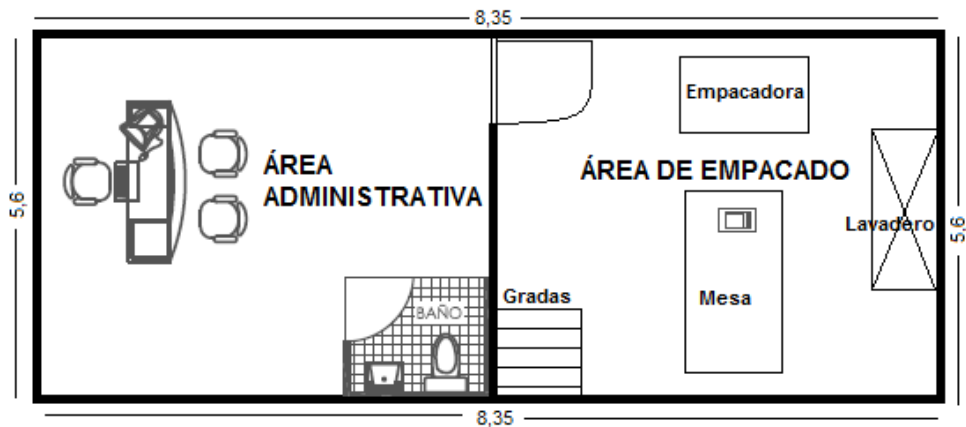 8,35
5,6
Empacadora
ÁREA
ADMINISTRATIVA
ÁREA DE EMPACADO
Lavadero
5,6
Gradas
Mesa
BAÑO
8,35